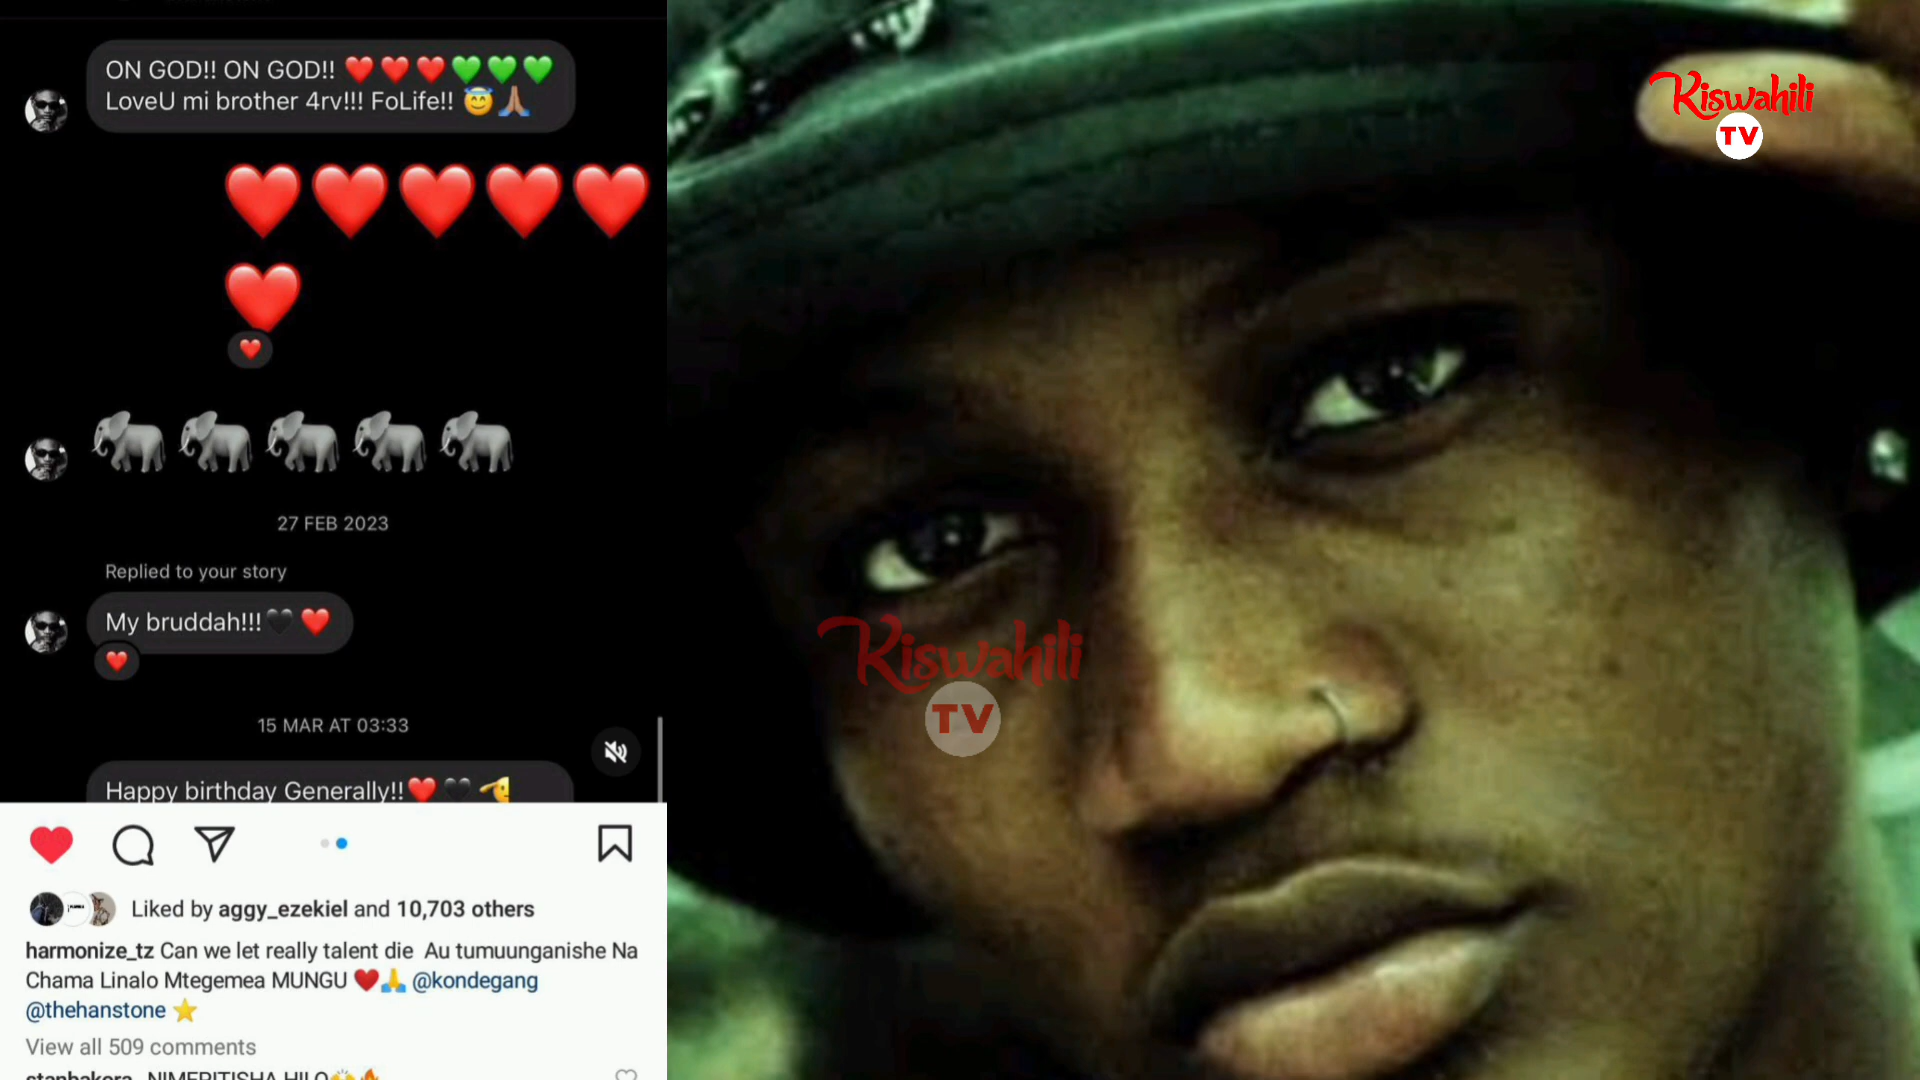 ON GOD!! ON GOD!! ❤️❤️❤️💚💚💚
LoveU mi brother 4rv!!! FoLife!! 😇🙏🏽
❤️❤️❤️❤️❤️
❤️
❤️
🐘🐘🐘🐘🐘
27 FEB 2023
Replied to your story
My bruddah!!!🖤❤️
❤️
15 MAR AT 03:33
Happy birthday Generally!!❤️🖤🫡
Liked by aggy_ezekiel and 10,703 others
harmonize_tz Can we let really talent die Au tumuunganishe Na
Chama Linalo Mtegemea MUNGU ❤️🙏 @kondegang
@thehanstone ⭐
View all 509 comments
NIMERITISHA HILO🙌🔥
Kiswahili
TV
Kiswahili
TV